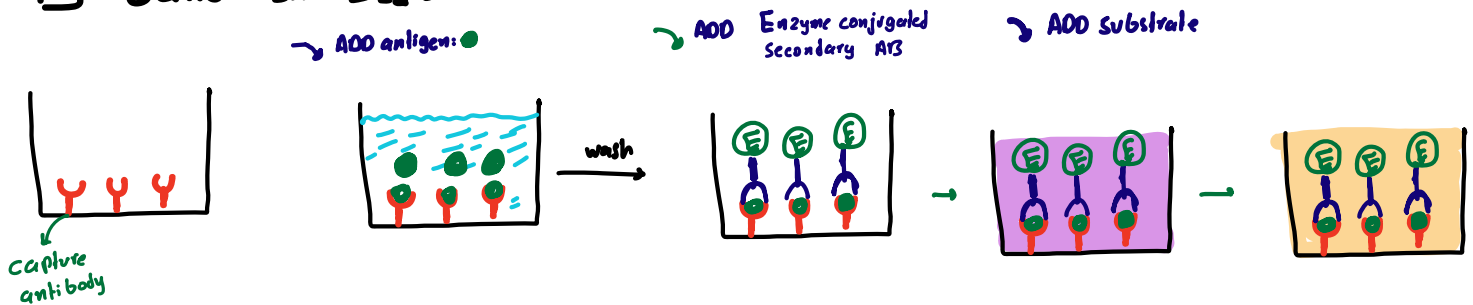 ADD antigen:
ADD Enzyme conjugated
secondary AB
ADD substrate
wash
E E E
E E E
E E E
capture
antibody